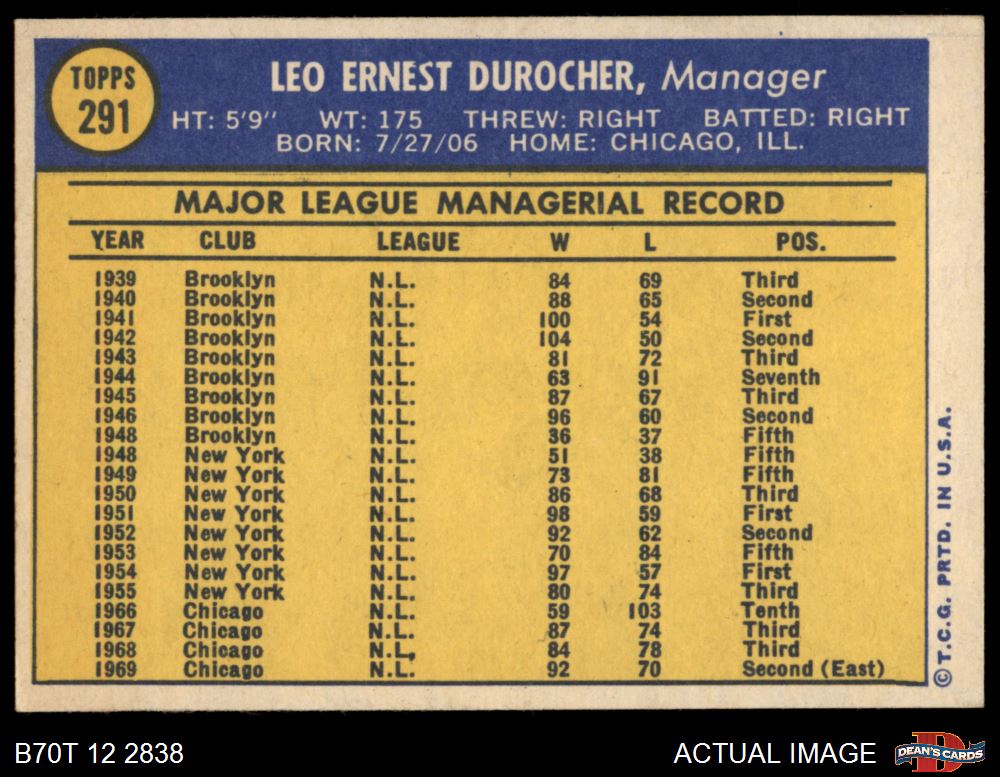 TOPPS
291
LEO ERNEST DUROCHER, Manager
HT: 5'9" WT: 175 THREW: RIGHT BATTED: RIGHT
BORN: 7/27/06 HOME: CHICAGO, ILL.
MAJOR LEAGUE MANAGERIAL RECORD
YEAR CLUB LEAGUE W L POS.
1939 Brooklyn N.L. 84 69 Third
1940 Brooklyn N.L. 88 65 Second
1941 Brooklyn N.L. 100 54 First
1942 Brooklyn N.L. 104 50 Second
1943 Brooklyn N.L. 81 72 Third
1944 Brooklyn N.L. 63 91 Seventh
1945 Brooklyn N.L. 87 67 Third
1946 Brooklyn N.L. 96 60 Second
1948 Brooklyn N.L. 36 37 Fifth
1948 New York N.L. 51 38 Fifth
1949 New York N.L. 73 81 Fifth
1950 New York N.L. 86 68 Third
1951 New York N.L. 98 59 First
1952 New York N.L. 92 62 Second
1953 New York N.L. 70 84 Fifth
1954 New York N.L. 97 57 First
1955 New York N.L. 80 74 Third
1966 Chicago N.L. 59 103 Tenth
1967 Chicago N.L. 87 74 Third
1968 Chicago N.L. 84 78 Third
1969 Chicago N.L. 92 70 Second (East)
© T.C.G. PRTD. IN U.S.A.
B70T 12 2838
ACTUAL IMAGE
D
DEAN'S CARDS